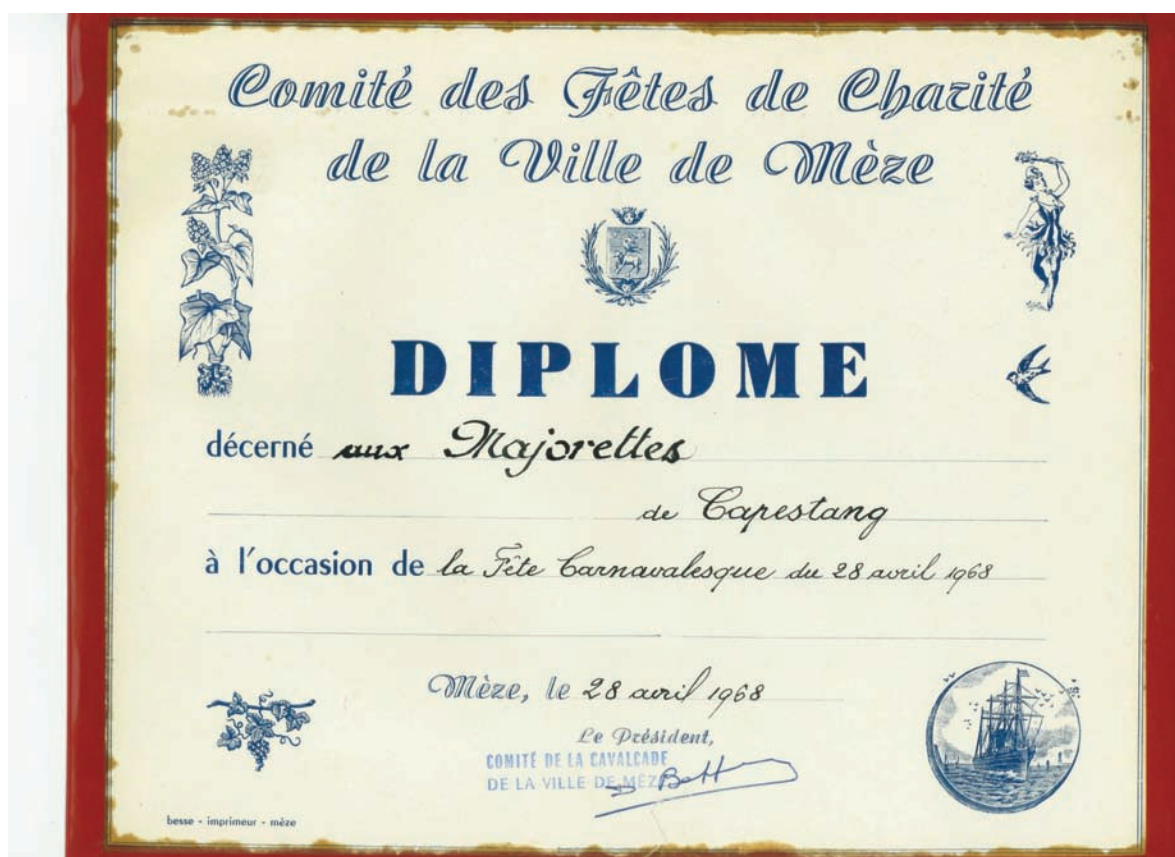 Comité des Fêtes de Charité
de la Ville de Mèze
DIPLOME
décerné aux Majorettes
de Capestang
à l'occasion de la Fête Carnavalesque du 28 avril 1968
Mèze, le 28 avril 1968
Le Président,
COMITÉ DE LA CAVALCADE
DE LA VILLE DE MÈZE
besse - imprimeur - mèze